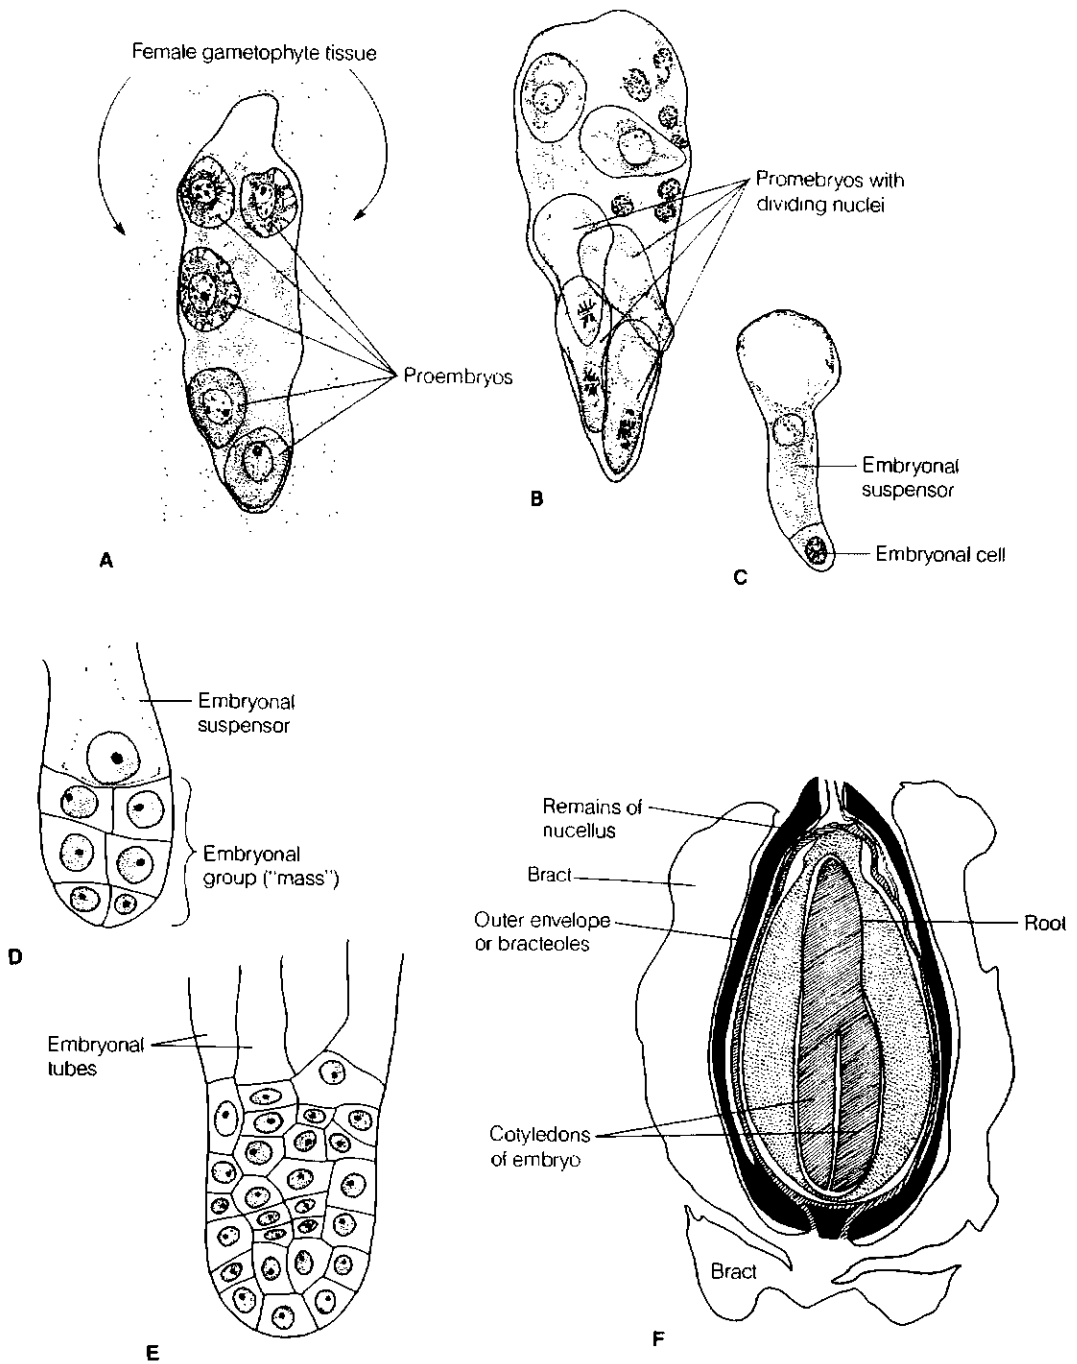 Female gametophyte tissue
Proembryos
A
Promebryos with
dividing nuclei
B
Embryonal
suspensor
Embryonal cell
C
Embryonal
suspensor
Embryonal
group ("mass")
D
Embryonal
tubes
E
Remains of
nucellus
Bract
Outer envelope
or bracteoles
Root
Cotyledons
of embryo
Bract
F